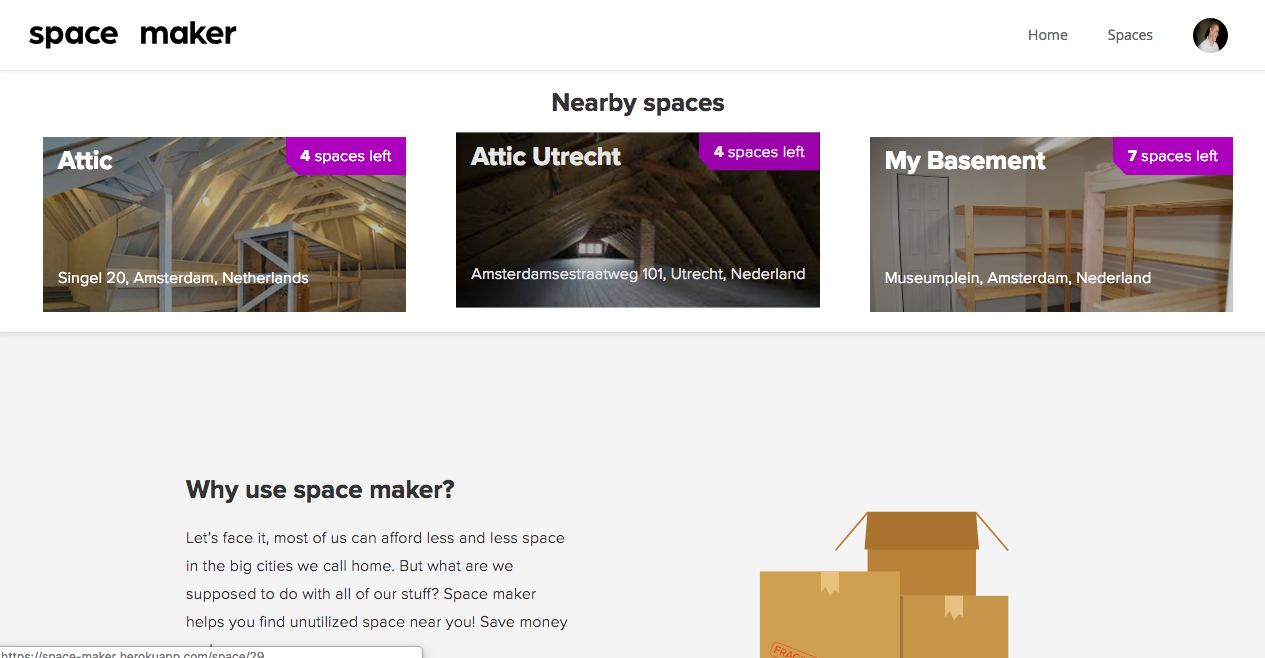 space maker
Home
Spaces
Nearby spaces
Attic
4 spaces left
Singel 20, Amsterdam, Netherlands
Attic Utrecht
4 spaces left
Amsterdamsestraatweg 101, Utrecht, Nederland
My Basement
7 spaces left
Museumplein, Amsterdam, Nederland
Why use space maker?
Let's face it, most of us can afford less and less space
in the big cities we call home. But what are we
supposed to do with all of our stuff? Space maker
helps you find unutilized space near you! Save money
https://space-maker.herokuapp.com/space/29